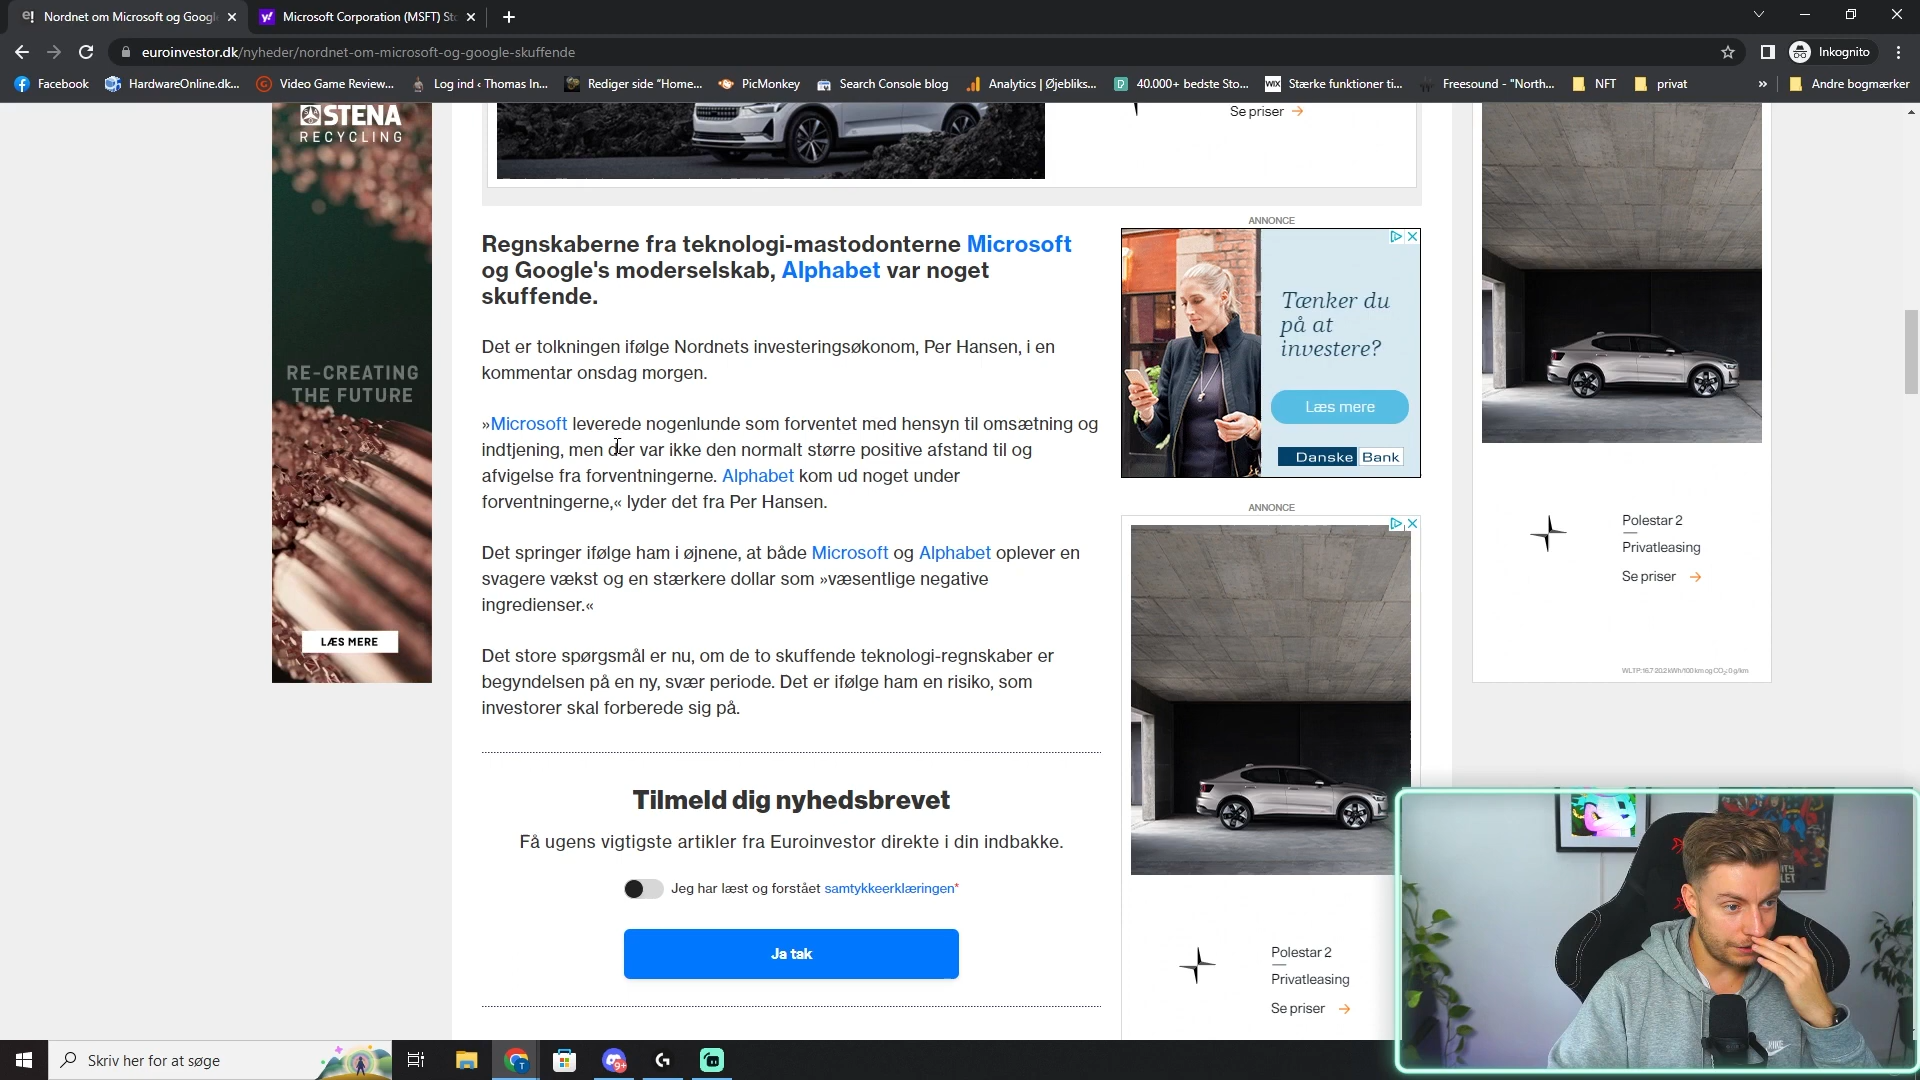 Nordnet om Microsoft og Googl
Microsoft Corporation (MSFT) Sto
euroinvestor.dk/nyheder/nordnet-om-microsoft-og-google-skuffende
Inkognito
Facebook
HardwareOnline.dk...
Video Game Review...
Log ind ‹ Thomas In...
Rediger side "Home...
PicMonkey
Search Console blog
Analytics | Øjebliks...
40.000+ bedste Sto...
Stærke funktioner ti...
Freesound - "North...
NFT
privat
»
Andre bogmærker
STENA
RECYCLING
RE-CREATING
THE FUTURE
LÆS MERE
Se priser →
Regnskaberne fra teknologi-mastodonterne Microsoft
og Google's moderselskab, Alphabet var noget
skuffende.
Det er tolkningen ifølge Nordnets investeringsøkonom, Per Hansen, i en
kommentar onsdag morgen.
»Microsoft leverede nogenlunde som forventet med hensyn til omsætning og
indtjening, men der var ikke den normalt større positive afstand til og
afvigelse fra forventningerne. Alphabet kom ud noget under
forventningerne,« lyder det fra Per Hansen.
Det springer ifølge ham i øjnene, at både Microsoft og Alphabet oplever en
svagere vækst og en stærkere dollar som »væsentlige negative
ingredienser.«
Det store spørgsmål er nu, om de to skuffende teknologi-regnskaber er
begyndelsen på en ny, svær periode. Det er ifølge ham en risiko, som
investorer skal forberede sig på.
Tilmeld dig nyhedsbrevet
Få ugens vigtigste artikler fra Euroinvestor direkte i din indbakke.
Jeg har læst og forstået samtykkeerklæringen*
Ja tak
ANNONCE
Tænker du
på at
investere?
Læs mere
Danske Bank
ANNONCE
Polestar 2
Privatleasing
Se priser →
Polestar 2
Privatleasing
Se priser →
Skriv her for at søge
9+